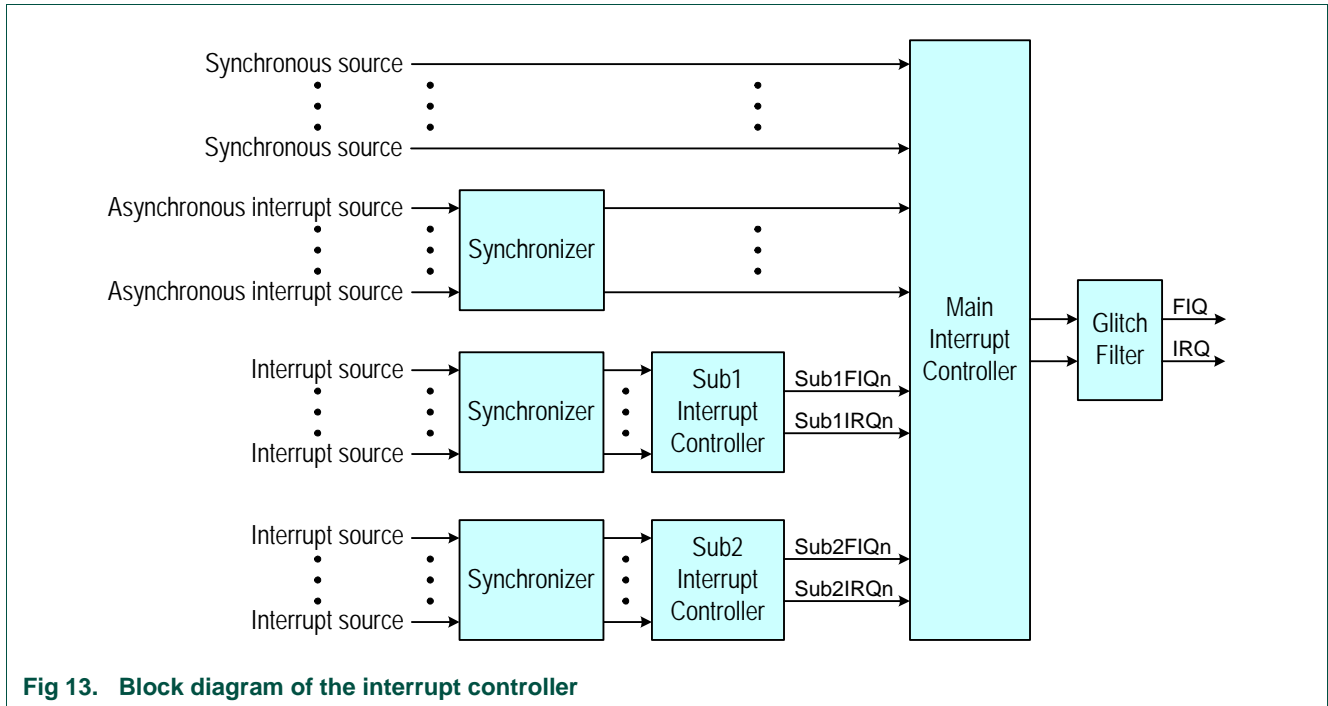 Synchronous source
Synchronous source
Asynchronous interrupt source
Asynchronous interrupt source
Synchronizer
Interrupt source
Interrupt source
Synchronizer
Sub1
Interrupt
Controller
Sub1FIQn
Sub1IRQn
Interrupt source
Interrupt source
Synchronizer
Sub2
Interrupt
Controller
Sub2FIQn
Sub2IRQn
Main
Interrupt
Controller
Glitch
Filter
FIQ
IRQ
Fig 13. Block diagram of the interrupt controller